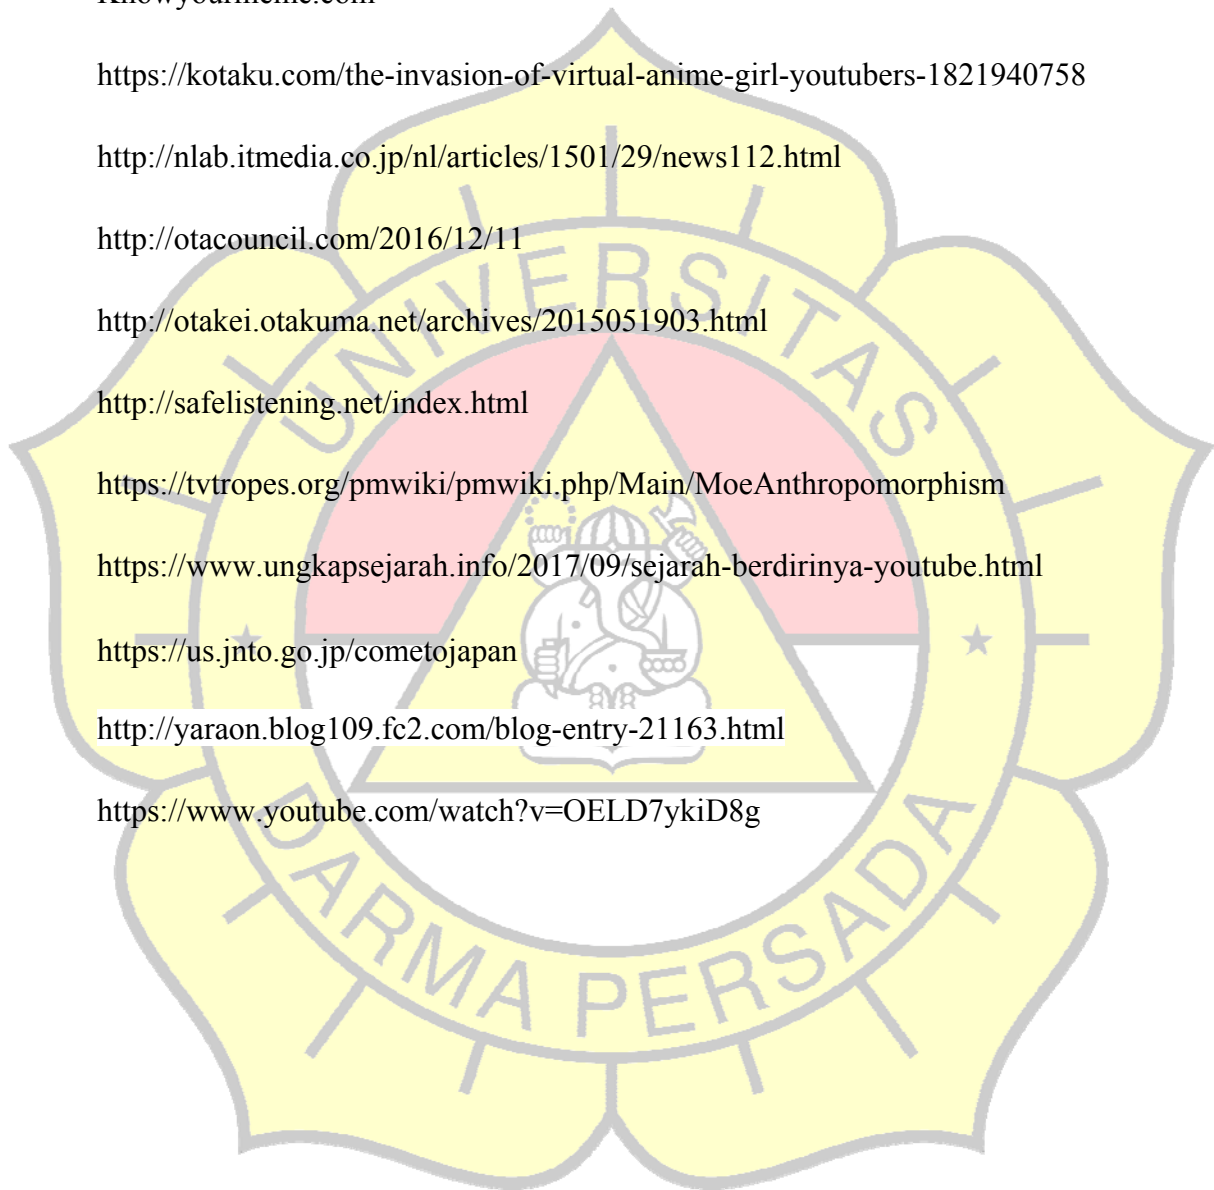 Knowyourmeme.com
https://kotaku.com/the-invasion-of-virtual-anime-girl-youtubers-1821940758
http://nlab.itmedia.co.jp/nl/articles/1501/29/news112.html
http://otacouncil.com/2016/12/11
http://otakei.otakuma.net/archives/2015051903.html
http://safelistening.net/index.html
https://tvtropes.org/pmwiki/pmwiki.php/Main/MoeAnthropomorphism
https://www.ungkapsejarah.info/2017/09/sejarah-berdirinya-youtube.html
https://us.jnto.go.jp/cometojapan
http://yaraon.blog109.fc2.com/blog-entry-21163.html
https://www.youtube.com/watch?v=OELD7ykiD8g
UNIVERSITAS
DARMA PERSADA